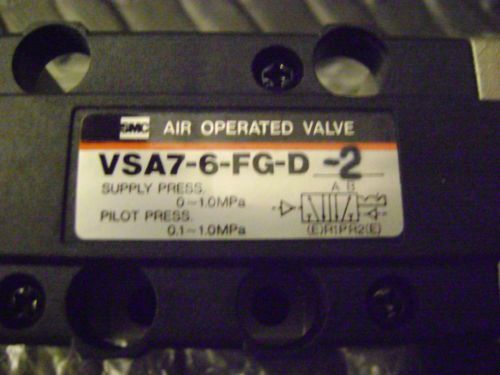 SMC AIR OPERATED VALVE
VSA7-6-FG-D -2
SUPPLY PRESS.
0~1.0MPa
PILOT PRESS.
0.1~1.0MPa
A B
(E)R1PR2(E)